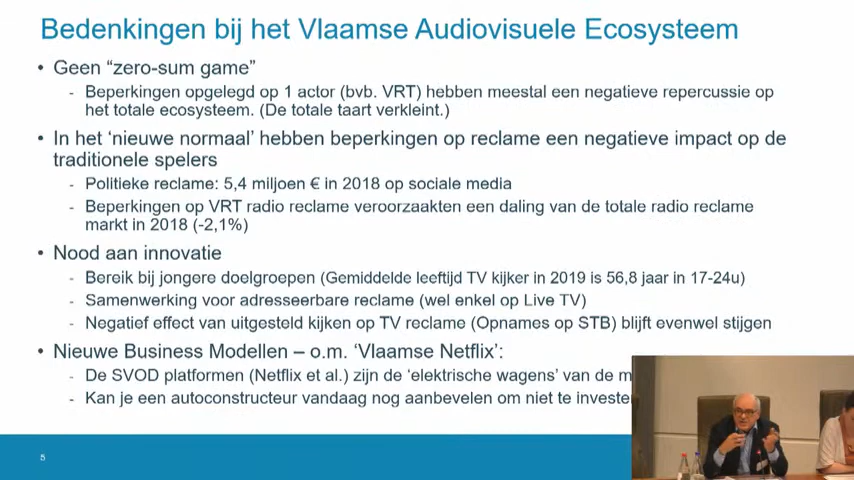 Bedenkingen bij het Vlaamse Audiovisuele Ecosysteem
• Geen “zero-sum game”
- Beperkingen opgelegd op 1 actor (bvb. VRT) hebben meestal een negatieve repercussie op
het totale ecosysteem. (De totale taart verkleint.)
• In het ‘nieuwe normaal’ hebben beperkingen op reclame een negatieve impact op de
traditionele spelers
- Politieke reclame: 5,4 miljoen € in 2018 op sociale media
- Beperkingen op VRT radio reclame veroorzaakten een daling van de totale radio reclame
markt in 2018 (-2,1%)
• Nood aan innovatie
- Bereik bij jongere doelgroepen (Gemiddelde leeftijd TV kijker in 2019 is 56,8 jaar in 17-24u)
- Samenwerking voor adresseerbare reclame (wel enkel op Live TV)
- Negatief effect van uitgesteld kijken op TV reclame (Opnames op STB) blijft evenwel stijgen
• Nieuwe Business Modellen – o.m. ‘Vlaamse Netflix’:
- De SVOD platformen (Netflix et al.) zijn de ‘elektrische wagens’ van de
- Kan je een autoconstructeur vandaag nog aanbevelen om niet te
5